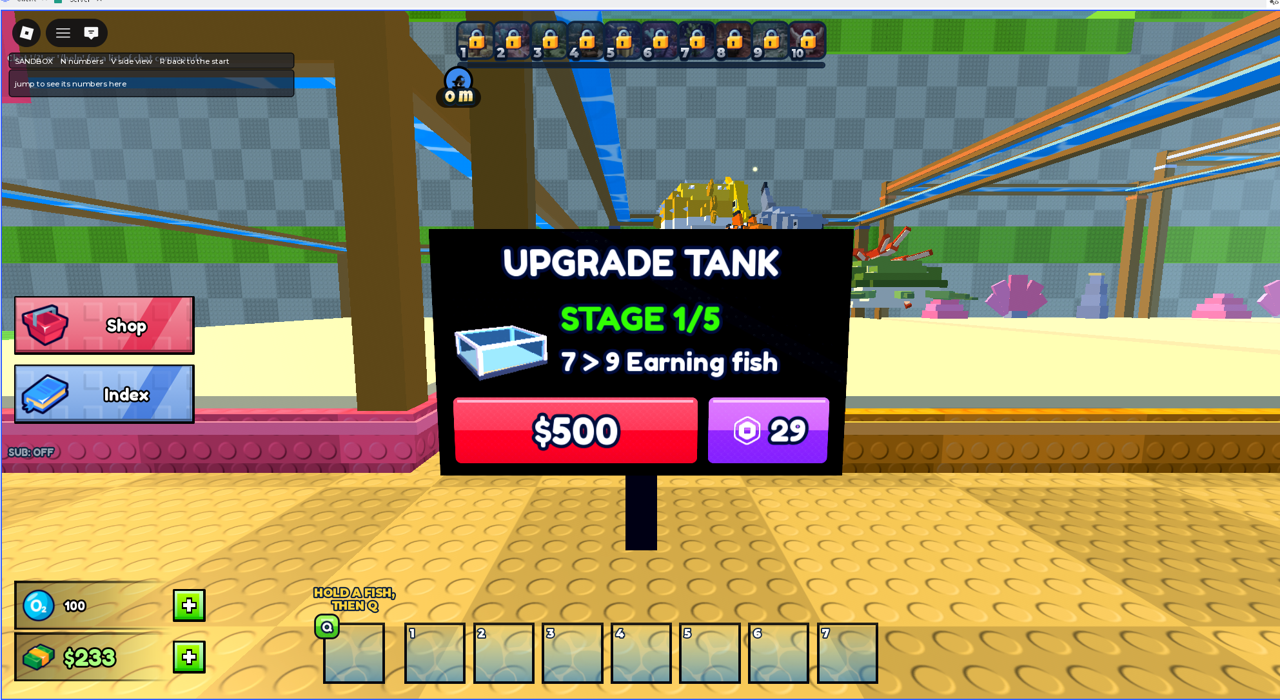 1 2 3 4 5 6 7 8 9 10
SANDBOX N numbers V side view R back to the start
jump to see its numbers here
0 m
UPGRADE TANK
STAGE 1/5
7 > 9 Earning fish
$500
29
Shop
Index
SUB: OFF
O2 100
$233
HOLD A FISH,
THEN Q
Q
1 2 3 4 5 6 7